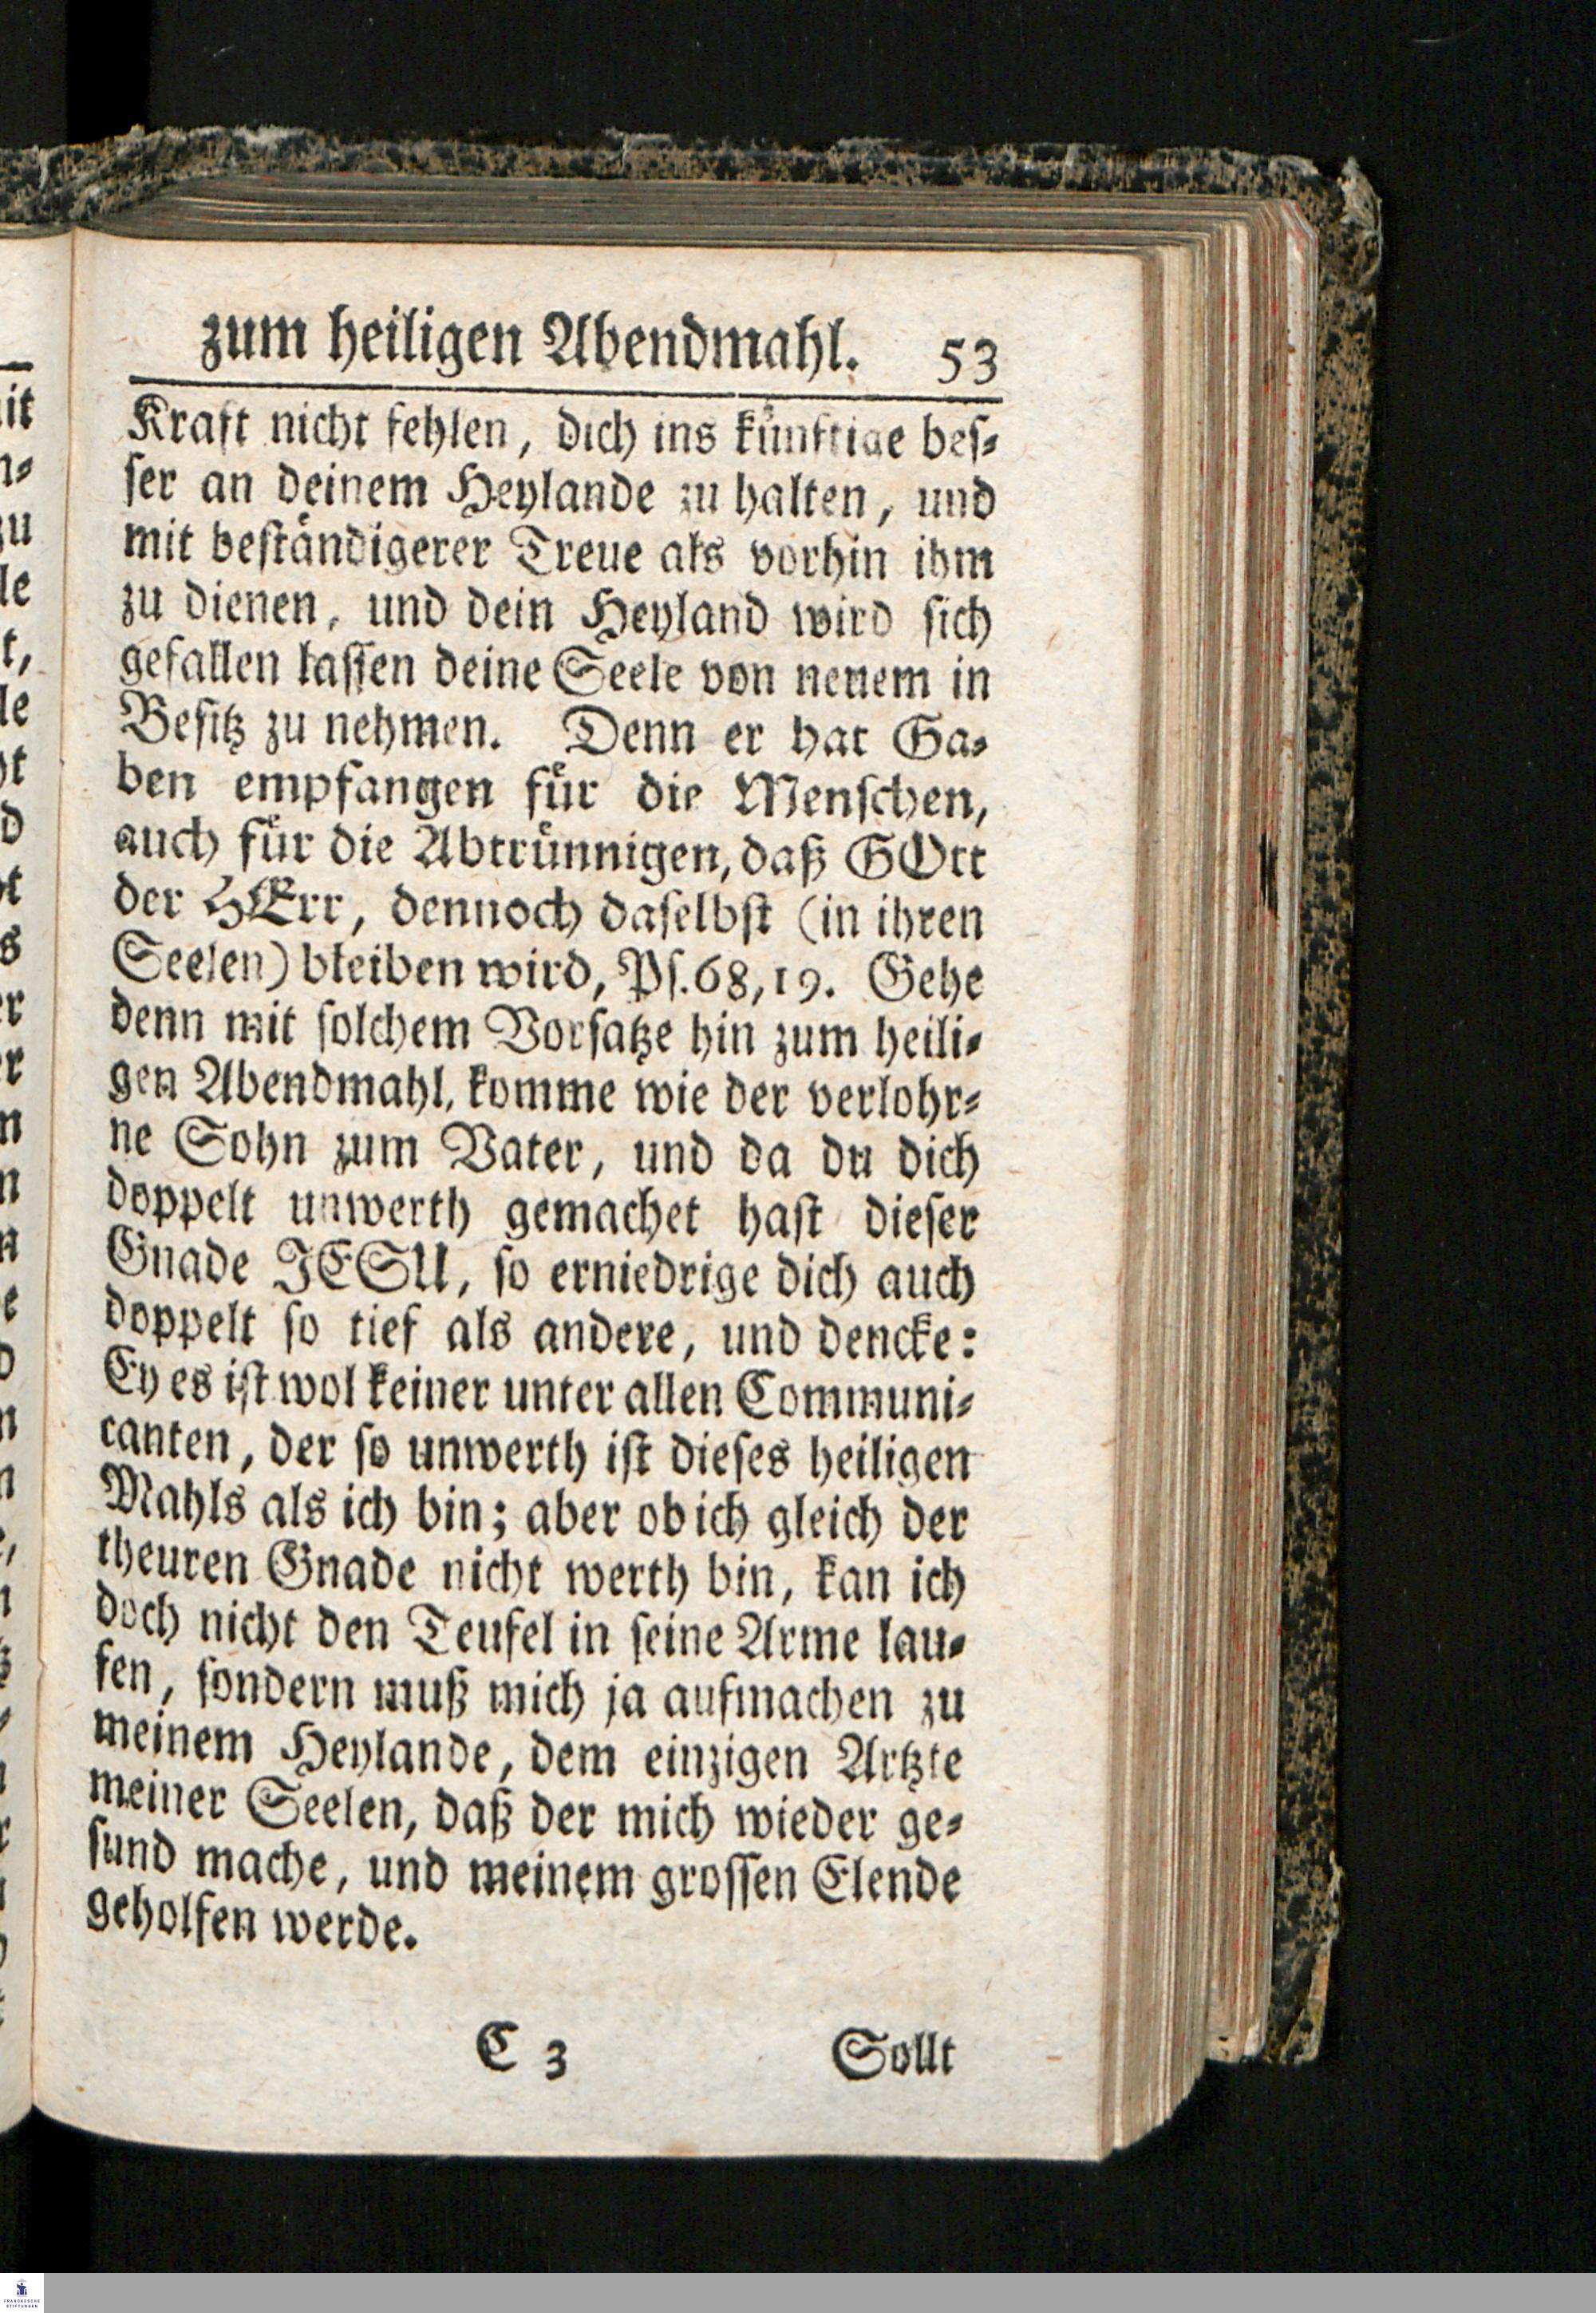 zum heiligen Abendmahl. 53
Kraft nicht fehlen, dich ins künftige bes-
ser an deinem Heylande zu halten, und
mit beständigerer Treue als vorhin ihm
zu dienen, und dein Heyland wird sich
gefallen lassen deine Seele von neuem in
Besitz zu nehmen. Denn er hat Ga-
ben empfangen für die Menschen,
auch für die Abtrünnigen, daß GOtt
der HErr, dennoch daselbst (in ihren
Seelen) bleiben wird, Ps. 68, 19. Gehe
denn mit solchem Vorsatze hin zum heili-
gen Abendmahl, komme wie der verlohr-
ne Sohn zum Vater, und da du dich
doppelt unwerth gemachet hast dieser
Gnade JESU, so erniedrige dich auch
doppelt so tief als andere, und dencke:
Ey es ist wol keiner unter allen Communi-
canten, der so unwerth ist dieses heiligen
Mahls als ich bin; aber ob ich gleich der
theuren Gnade nicht werth bin, kan ich
doch nicht den Teufel in seine Arme lau-
fen, sondern muß mich ja aufmachen zu
meinem Heylande, dem einzigen Artzte
meiner Seelen, daß der mich wieder ge-
sund mache, und meinem grossen Elende
geholfen werde.
C 3 Sollt
FRANCKESCHE
STIFTUNGEN